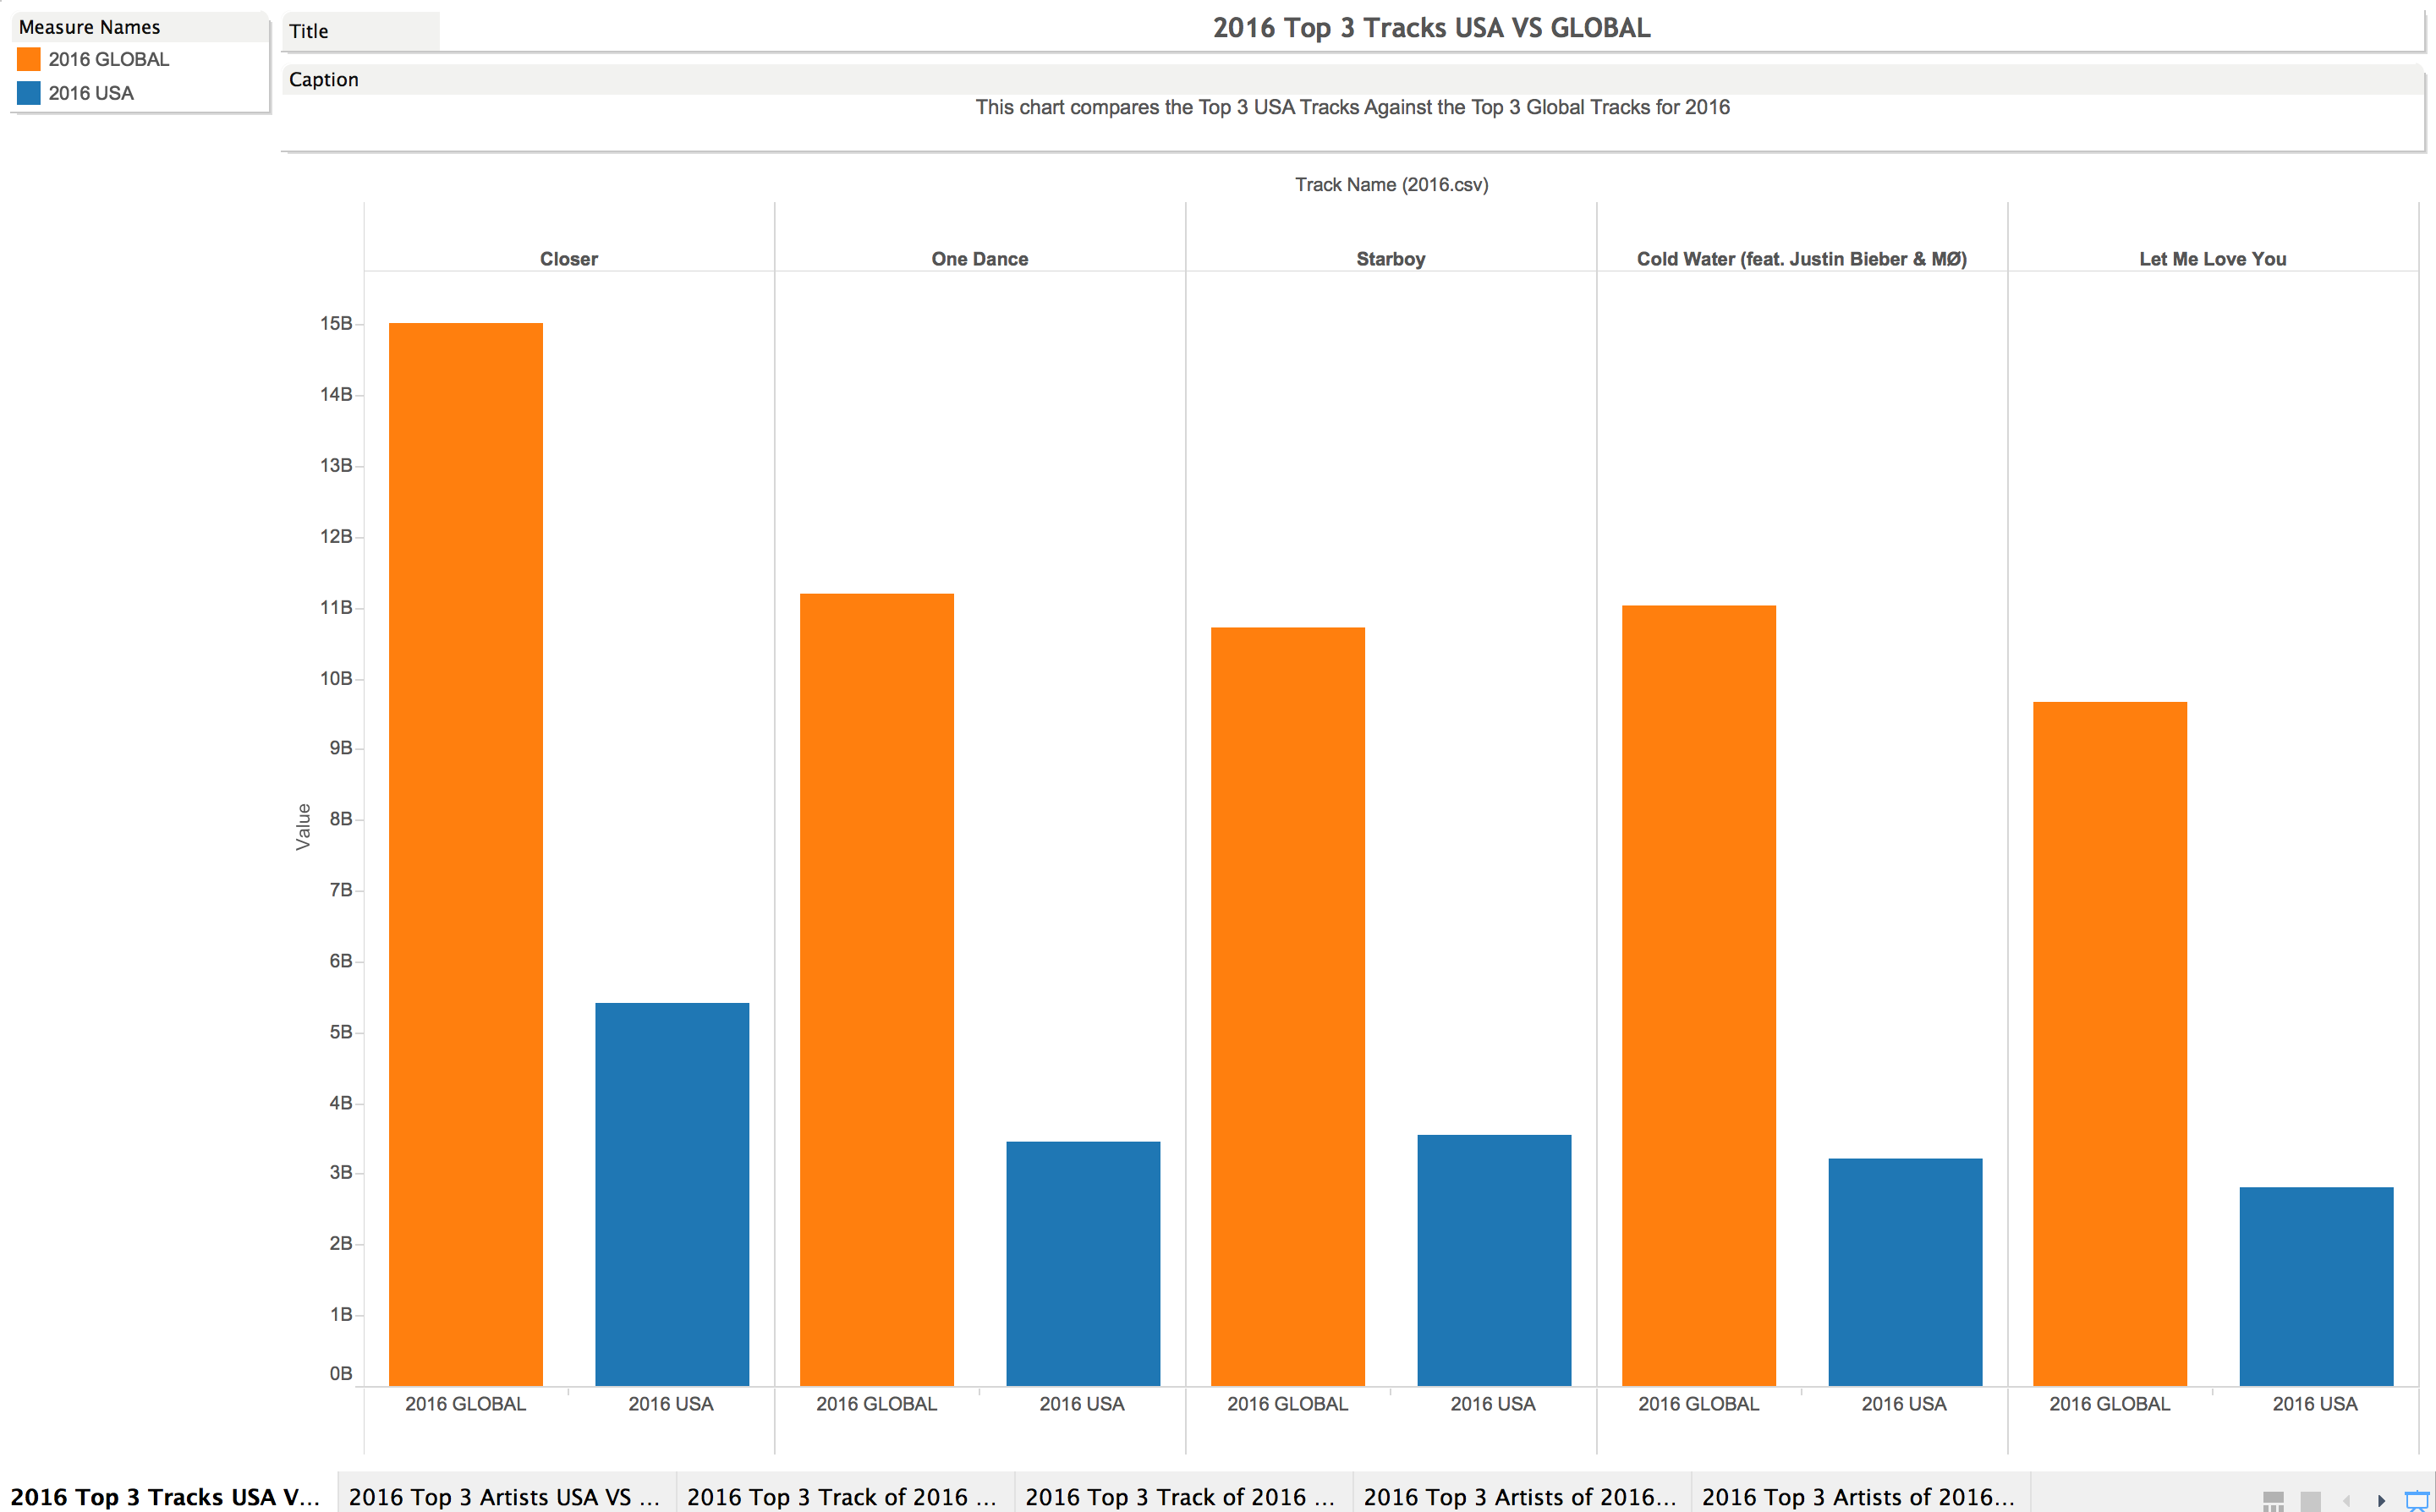 Measure Names
2016 GLOBAL
2016 USA
Title
2016 Top 3 Tracks USA VS GLOBAL
Caption
This chart compares the Top 3 USA Tracks Against the Top 3 Global Tracks for 2016
Track Name (2016.csv)
Closer
One Dance
Starboy
Cold Water (feat. Justin Bieber & MØ)
Let Me Love You
15B
14B
13B
12B
11B
10B
9B
8B
7B
6B
5B
4B
3B
2B
1B
0B
Value
2016 GLOBAL
2016 USA
2016 GLOBAL
2016 USA
2016 GLOBAL
2016 USA
2016 GLOBAL
2016 USA
2016 GLOBAL
2016 USA
2016 Top 3 Tracks USA V...
2016 Top 3 Artists USA VS ...
2016 Top 3 Track of 2016 ...
2016 Top 3 Track of 2016 ...
2016 Top 3 Artists of 2016...
2016 Top 3 Artists of 2016...